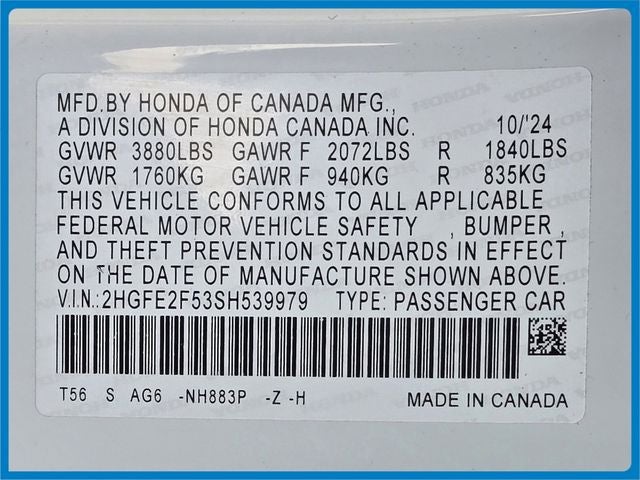 MFD.BY HONDA OF CANADA MFG.,
A DIVISION OF HONDA CANADA INC. 10/'24
GVWR 3880LBS GAWR F 2072LBS R 1840LBS
GVWR 1760KG GAWR F 940KG R 835KG
THIS VEHICLE CONFORMS TO ALL APPLICABLE
FEDERAL MOTOR VEHICLE SAFETY , BUMPER ,
AND THEFT PREVENTION STANDARDS IN EFFECT
ON THE DATE OF MANUFACTURE SHOWN ABOVE.
V.I.N.:2HGFE2F53SH539979 TYPE: PASSENGER CAR
T56 S AG6 -NH883P -Z -H MADE IN CANADA